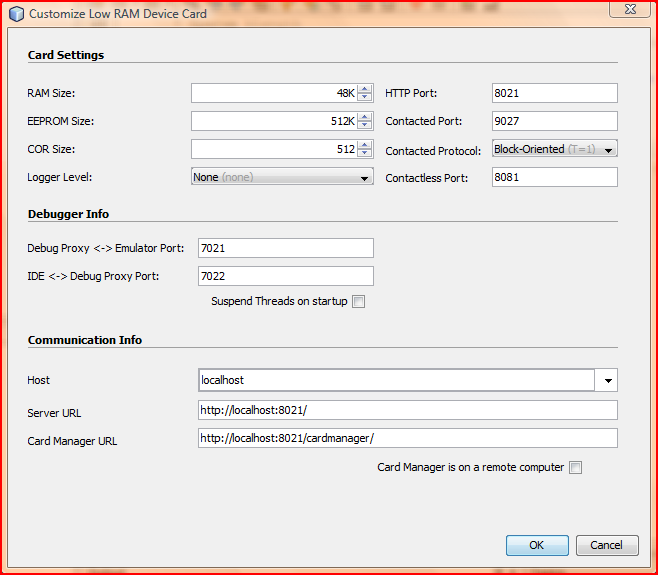 Customize Low RAM Device Card
Card Settings
RAM Size: 48K HTTP Port: 8021
EEPROM Size: 512K Contacted Port: 9027
COR Size: 512 Contacted Protocol: Block-Oriented (T=1)
Logger Level: None (none) Contactless Port: 8081
Debugger Info
Debug Proxy <-> Emulator Port: 7021
IDE <-> Debug Proxy Port: 7022
Suspend Threads on startup
Communication Info
Host localhost
Server URL http://localhost:8021/
Card Manager URL http://localhost:8021/cardmanager/
Card Manager is on a remote computer
OK Cancel